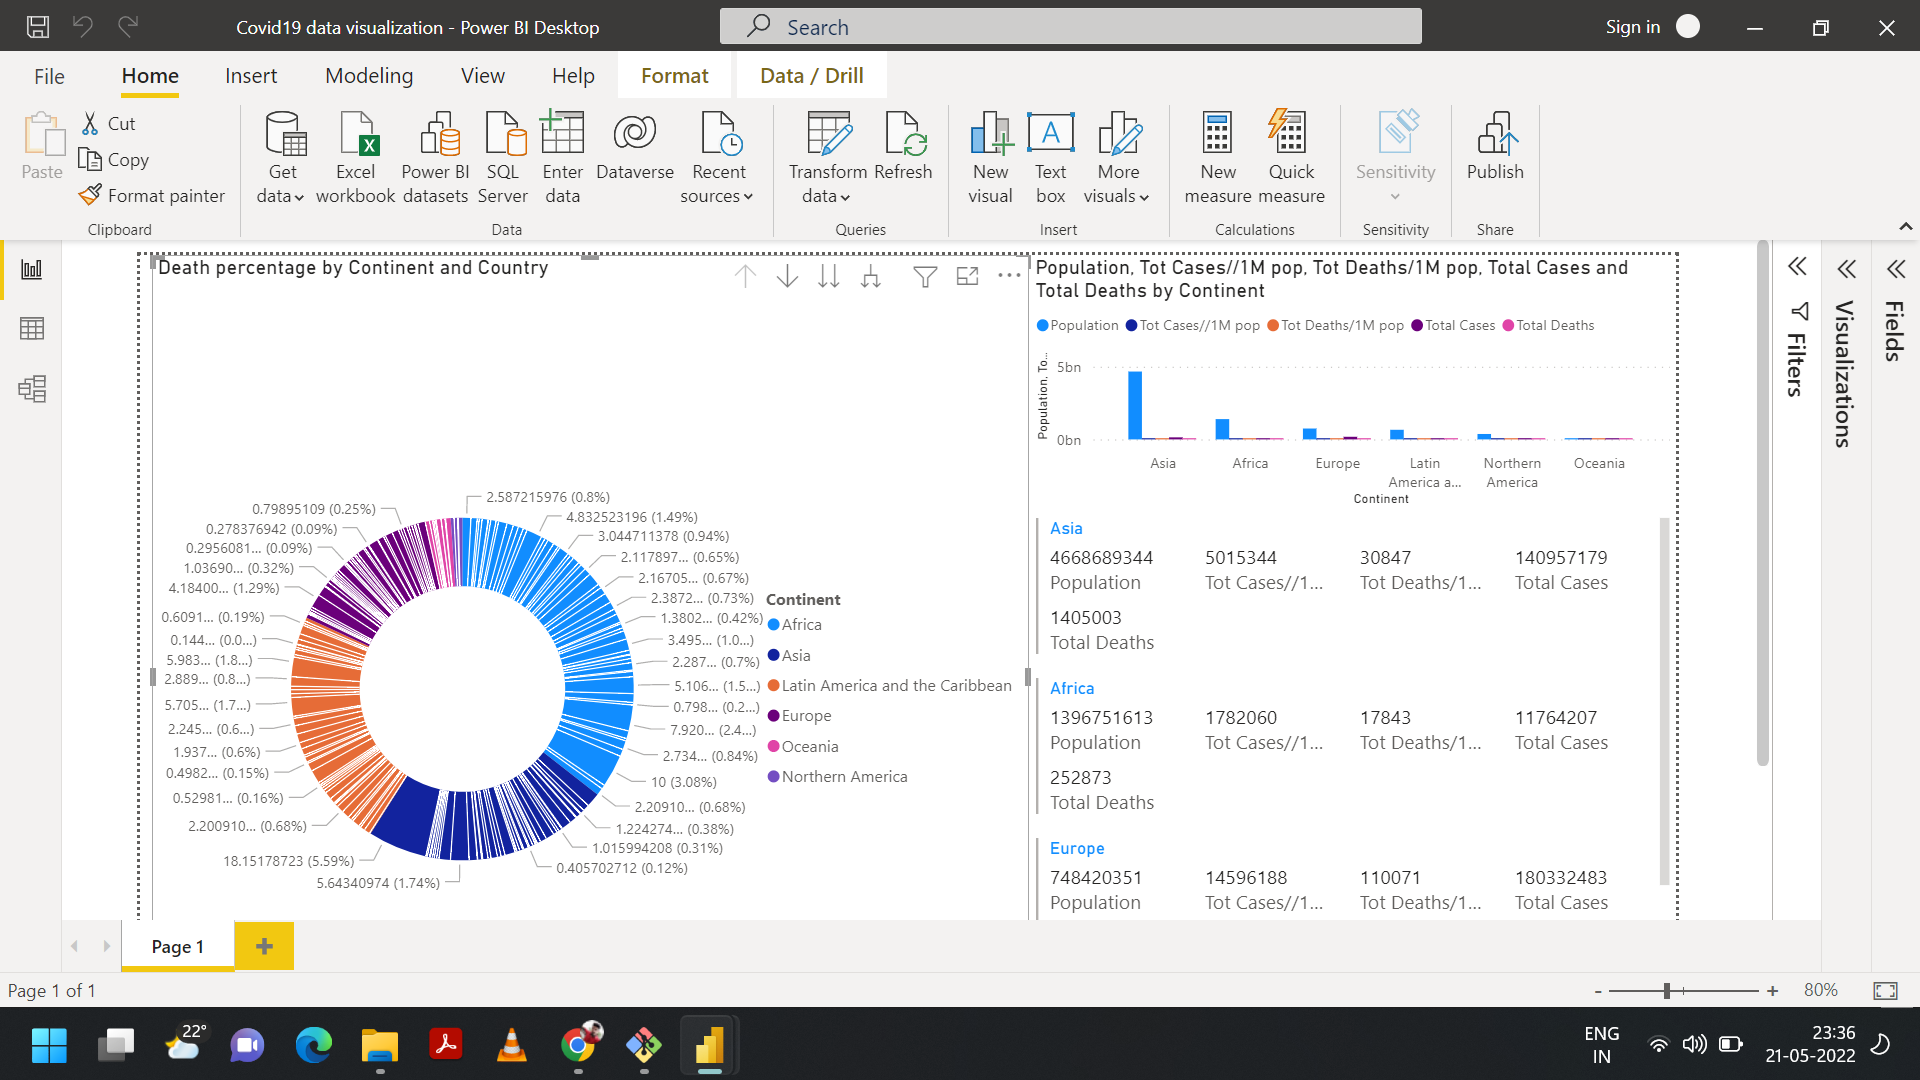 Covid19 data visualization - Power BI Desktop
Search
Sign in
File Home Insert Modeling View Help Format Data / Drill
Paste
Cut
Copy
Format painter
Clipboard
Get data
Excel workbook
Power BI datasets
SQL Server
Enter data
Dataverse
Recent sources
Data
Transform data
Refresh
Queries
New visual
Text box
More visuals
Insert
New measure
Quick measure
Calculations
Sensitivity
Sensitivity
Publish
Share
Death percentage by Continent and Country
2.587215976 (0.8%)
4.832523196 (1.49%)
3.044711378 (0.94%)
2.117897... (0.65%)
2.16705... (0.67%)
2.3872... (0.73%)
1.3802... (0.42%)
3.495... (1.0...)
2.287... (0.7%)
5.106... (1.5...)
0.798... (0.2...)
7.920... (2.4...)
2.734... (0.84%)
10 (3.08%)
2.20910... (0.68%)
1.224274... (0.38%)
1.015994208 (0.31%)
0.405702712 (0.12%)
5.64340974 (1.74%)
18.15178723 (5.59%)
2.200910... (0.68%)
0.52981... (0.16%)
0.4982... (0.15%)
1.937... (0.6%)
2.245... (0.6...)
5.705... (1.7...)
2.889... (0.8...)
5.983... (1.8...)
0.144... (0.0...)
0.6091... (0.19%)
4.18400... (1.29%)
1.03690... (0.32%)
0.2956081... (0.09%)
0.278376942 (0.09%)
0.79895109 (0.25%)
Continent
Africa
Asia
Latin America and the Caribbean
Europe
Oceania
Northern America
Population, Tot Cases//1M pop, Tot Deaths/1M pop, Total Cases and
Total Deaths by Continent
Population Tot Cases//1M pop Tot Deaths/1M pop Total Cases Total Deaths
Population, To...
5bn
0bn
Asia Africa Europe Latin America a... Northern America Oceania
Continent
Asia
4668689344 5015344 30847 140957179
Population Tot Cases//1... Tot Deaths/1... Total Cases
1405003
Total Deaths
Africa
1396751613 1782060 17843 11764207
Population Tot Cases//1... Tot Deaths/1... Total Cases
252873
Total Deaths
Europe
748420351 14596188 110071 180332483
Population Tot Cases//1... Tot Deaths/1... Total Cases
Filters
Visualizations
Fields
Page 1
Page 1 of 1
- + 80%
22°
ENG
IN
23:36
21-05-2022